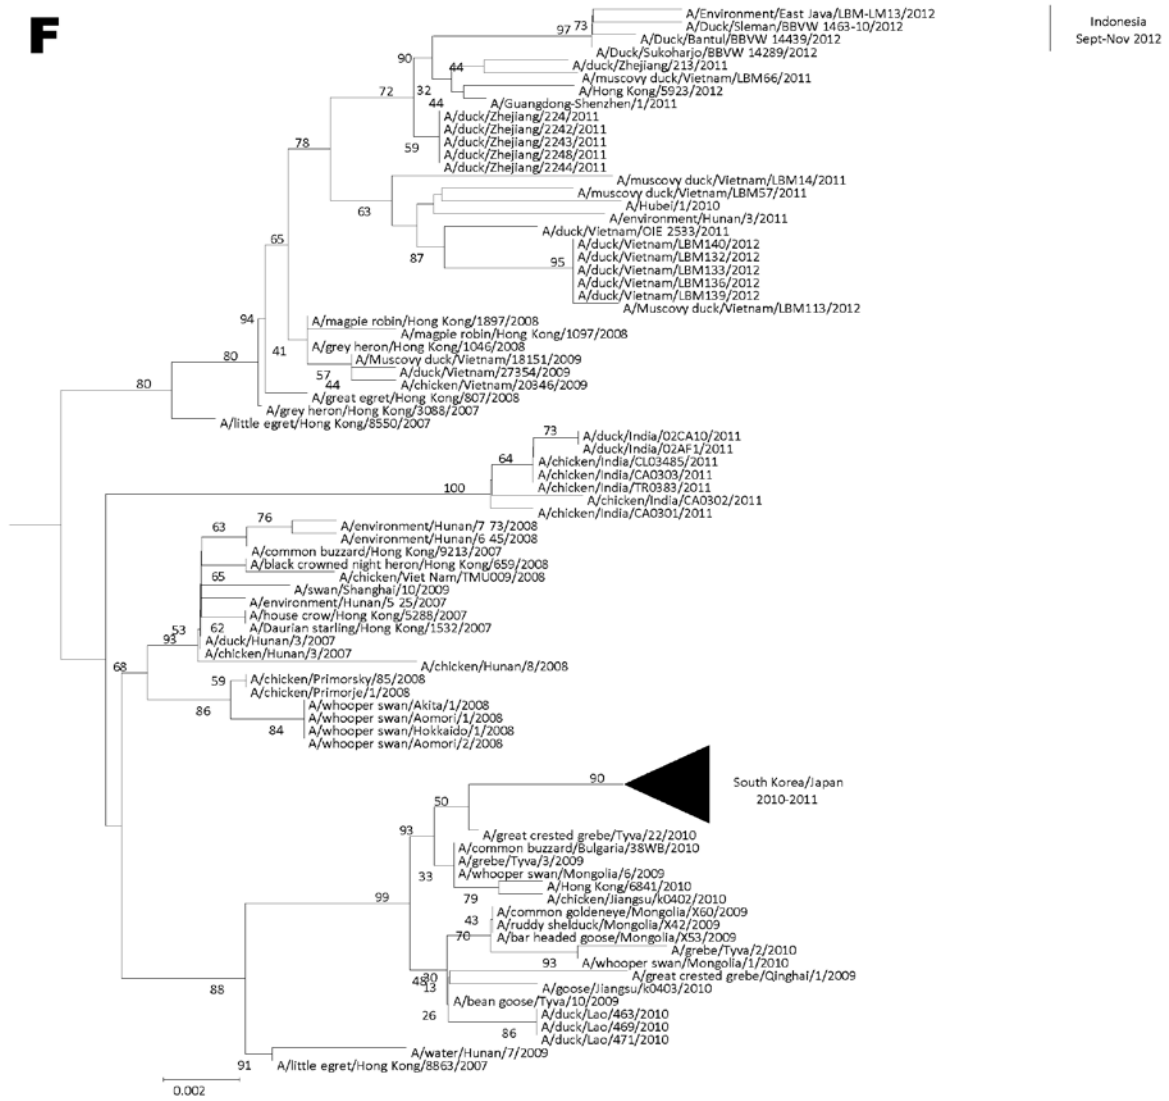 F
A/Environment/East Java/LBM-LM13/2012
A/Duck/Sleman/BBVW 1463-10/2012
A/Duck/Bantul/BBVW 14439/2012
A/Duck/Sukoharjo/BBVW 14289/2012
Indonesia
Sept-Nov 2012
97
73
A/duck/Zhejiang/213/2011
A/muscovy duck/Vietnam/LBM66/2011
A/Hong Kong/5923/2012
A/Guangdong-Shenzhen/1/2011
90
44
32
44
72
A/duck/Zhejiang/224/2011
A/duck/Zhejiang/2242/2011
A/duck/Zhejiang/2243/2011
A/duck/Zhejiang/2248/2011
A/duck/Zhejiang/2244/2011
59
78
A/muscovy duck/Vietnam/LBM14/2011
A/muscovy duck/Vietnam/LBM57/2011
A/Hubei/1/2010
A/environment/Hunan/3/2011
63
A/duck/Vietnam/OIE 2533/2011
A/duck/Vietnam/LBM140/2012
A/duck/Vietnam/LBM132/2012
A/duck/Vietnam/LBM133/2012
A/duck/Vietnam/LBM136/2012
A/duck/Vietnam/LBM139/2012
A/Muscovy duck/Vietnam/LBM113/2012
87
95
65
94
A/magpie robin/Hong Kong/1897/2008
A/magpie robin/Hong Kong/1097/2008
A/grey heron/Hong Kong/1046/2008
A/Muscovy duck/Vietnam/18151/2009
A/duck/Vietnam/27354/2009
A/chicken/Vietnam/20346/2009
41
57
44
80
80
A/great egret/Hong Kong/807/2008
A/grey heron/Hong Kong/3088/2007
A/little egret/Hong Kong/8550/2007
73
A/duck/India/02CA10/2011
A/duck/India/02AF1/2011
A/chicken/India/CL03485/2011
A/chicken/India/CA0303/2011
A/chicken/India/TR0383/2011
A/chicken/India/CA0302/2011
A/chicken/India/CA0301/2011
64
100
76
63
A/environment/Hunan/7 73/2008
A/environment/Hunan/6 45/2008
A/common buzzard/Hong Kong/9213/2007
A/black crowned night heron/Hong Kong/659/2008
A/chicken/Viet Nam/TMU009/2008
65
A/swan/Shanghai/10/2009
A/environment/Hunan/5 25/2007
A/house crow/Hong Kong/5288/2007
A/Daurian starling/Hong Kong/1532/2007
62
53
93
A/duck/Hunan/3/2007
A/chicken/Hunan/3/2007
A/chicken/Hunan/8/2008
68
59
A/chicken/Primorsky/85/2008
A/chicken/Primorje/1/2008
A/whooper swan/Akita/1/2008
A/whooper swan/Aomori/1/2008
A/whooper swan/Hokkaido/1/2008
A/whooper swan/Aomori/2/2008
86
84
90
South Korea/Japan
2010-2011
50
93
A/great crested grebe/Tyva/22/2010
A/common buzzard/Bulgaria/38WB/2010
A/grebe/Tyva/3/2009
A/whooper swan/Mongolia/6/2009
33
A/Hong Kong/6841/2010
A/chicken/Jiangsu/k0402/2010
79
99
A/common goldeneye/Mongolia/X60/2009
A/ruddy shelduck/Mongolia/X42/2009
A/bar headed goose/Mongolia/X53/2009
43
70
A/grebe/Tyva/2/2010
A/whooper swan/Mongolia/1/2010
93
A/great crested grebe/Qinghai/1/2009
A/goose/Jiangsu/k0403/2010
30
13
A/bean goose/Tyva/10/2009
26
A/duck/Lao/463/2010
A/duck/Lao/469/2010
A/duck/Lao/471/2010
86
88
A/water/Hunan/7/2009
A/little egret/Hong Kong/8863/2007
91
0.002